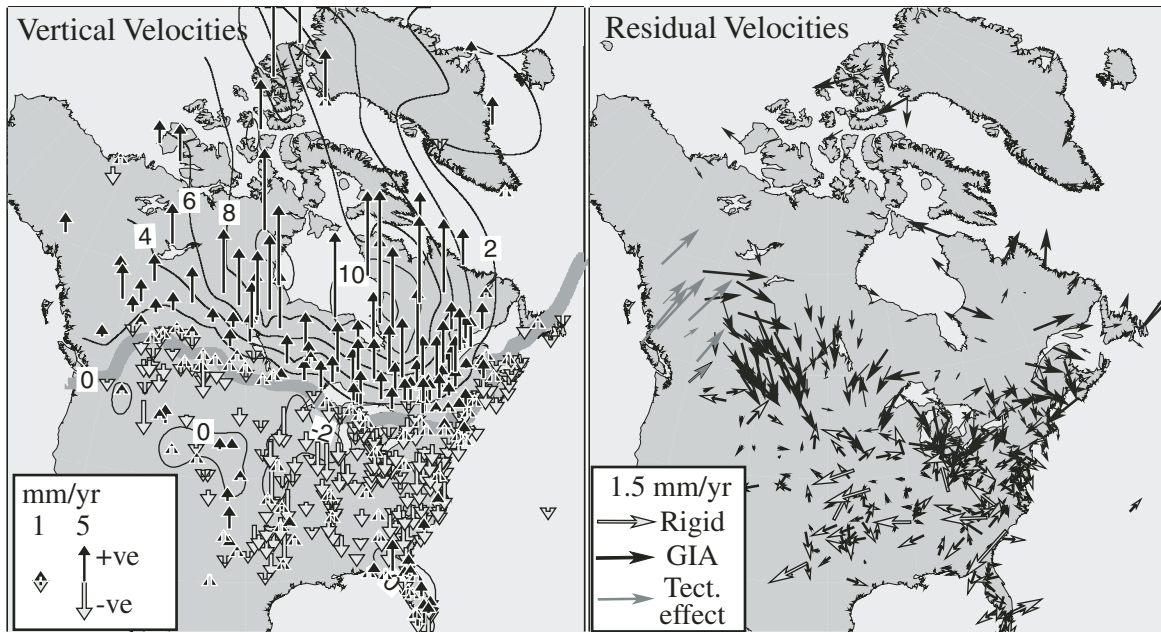 Vertical Velocities
6
8
4
2
10
0
0
-2
0
mm/yr
1 5
+ve
-ve
Residual Velocities
1.5 mm/yr
Rigid
GIA
Tect.
effect